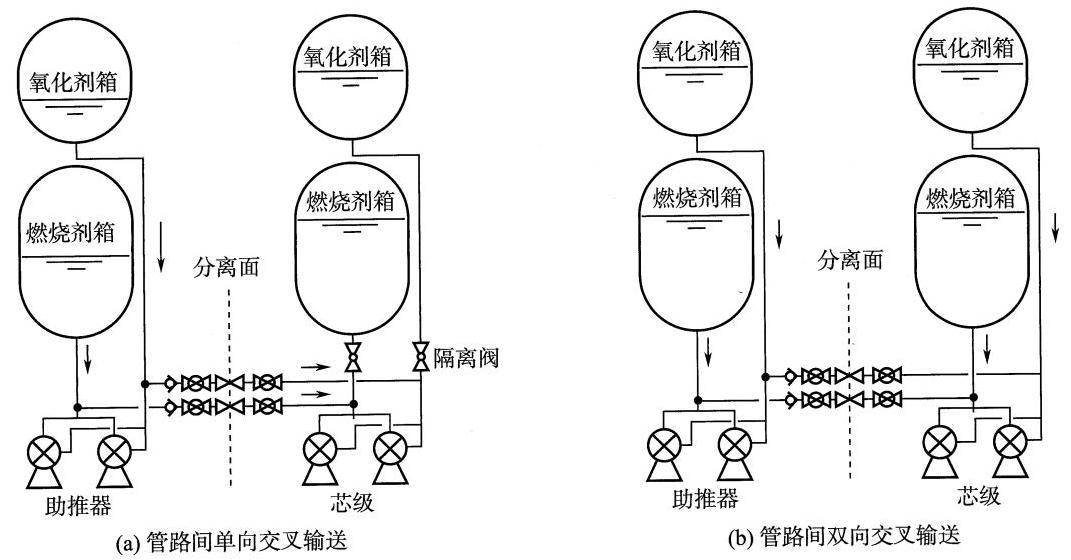 氧化剂箱
氧化剂箱
燃烧剂箱
燃烧剂箱
分离面
隔离阀
助推器
芯级
(a) 管路间单向交叉输送
氧化剂箱
氧化剂箱
燃烧剂箱
燃烧剂箱
分离面
助推器
芯级
(b) 管路间双向交叉输送